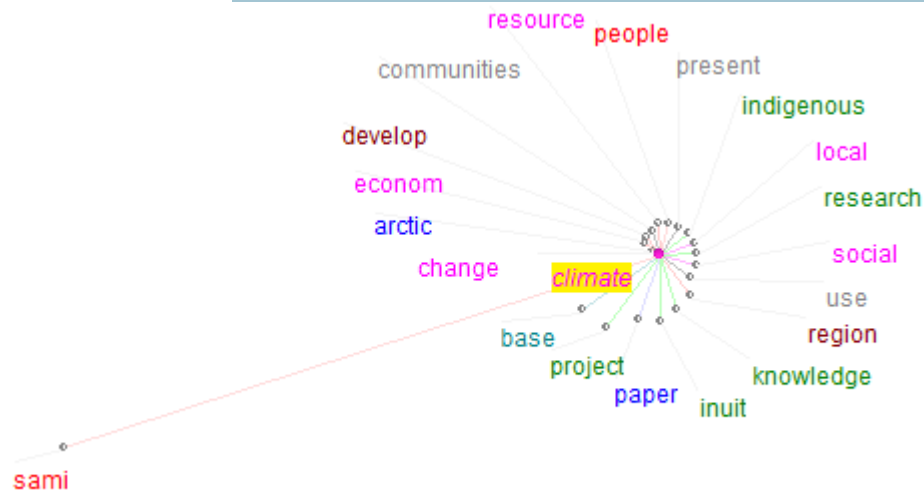 resource
people
communities
present
indigenous
develop
local
econom
research
arctic
social
change
climate
use
base
region
project
knowledge
paper
inuit
sami